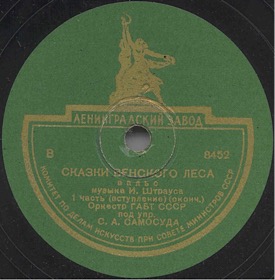 ЛЕНИНГРАДСКИЙ ЗАВОД
В 8452
СКАЗКИ ВЕНСКОГО ЛЕСА
вальс
музыка И. Штрауса
1 часть (вступление) (оконч.)
Оркестр ГАБТ СССР
под упр.
С. А. САМОСУДА
КОМИТЕТ ПО ДЕЛАМ ИСКУССТВ ПРИ СОВЕТЕ МИНИСТРОВ СССР